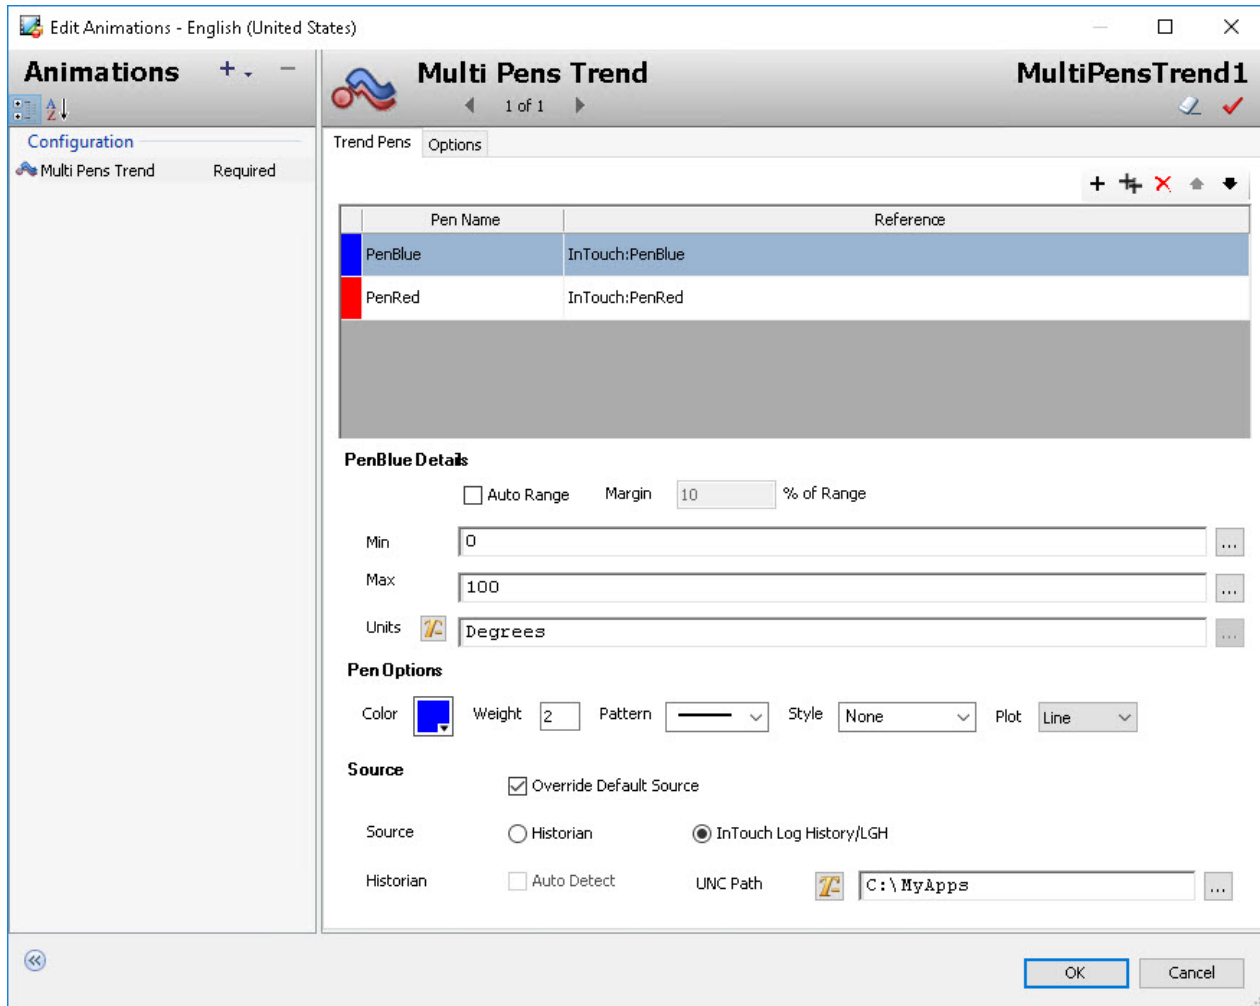 Edit Animations - English (United States)
Animations
Multi Pens Trend
MultiPensTrend1
1 of 1
Configuration
Multi Pens Trend Required
Trend Pens Options
Pen Name Reference
PenBlue InTouch:PenBlue
PenRed InTouch:PenRed
PenBlue Details
Auto Range Margin 10 % of Range
Min 0 ...
Max 100 ...
Units Degrees ...
Pen Options
Color Weight 2 Pattern Style None Plot Line
Source
Override Default Source
Source Historian InTouch Log History/LGH
Historian Auto Detect UNC Path C:\MyApps ...
OK Cancel